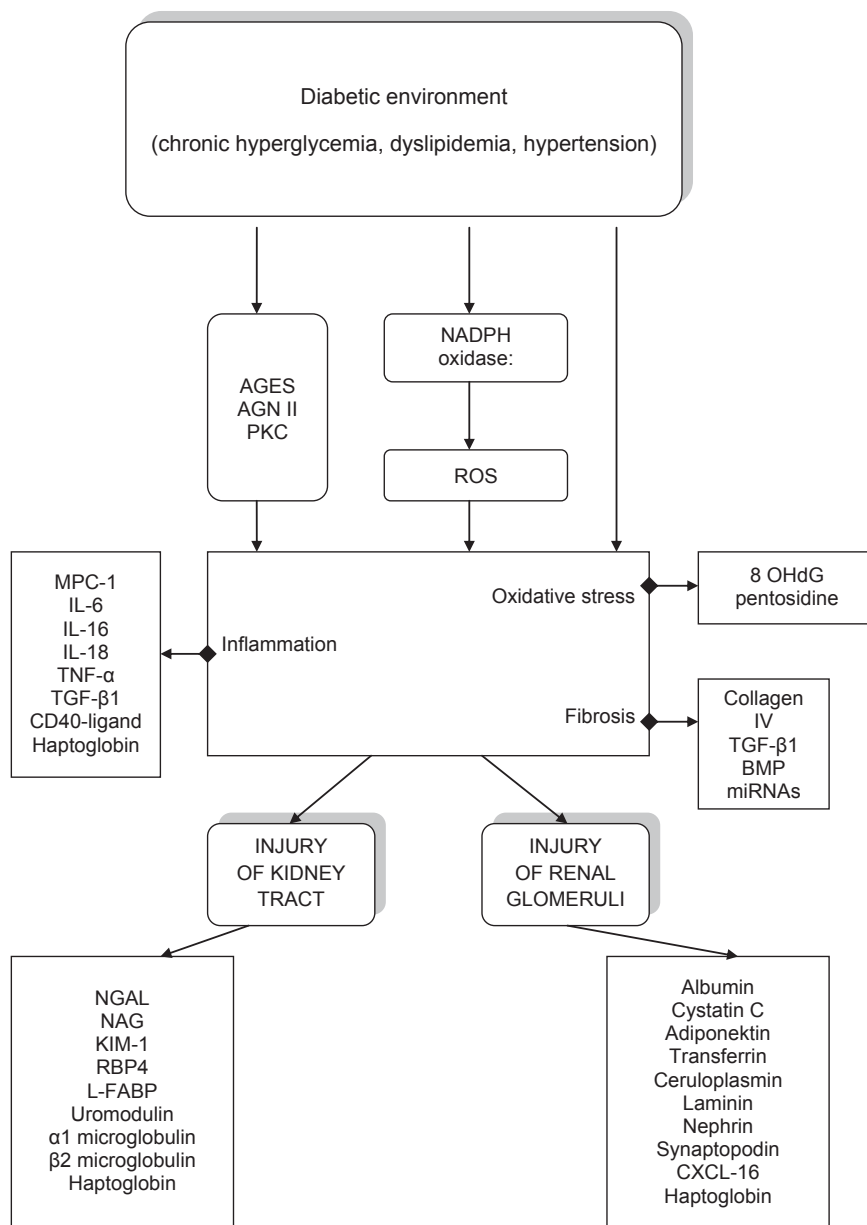 Diabetic environment
(chronic hyperglycemia, dyslipidemia, hypertension)
AGES
AGN II
PKC
NADPH
oxidase:
ROS
MPC-1
IL-6
IL-16
IL-18
TNF-α
TGF-β1
CD40-ligand
Haptoglobin
Inflammation
Oxidative stress
Fibrosis
8 OHdG
pentosidine
Collagen
IV
TGF-β1
BMP
miRNAs
INJURY
OF KIDNEY
TRACT
INJURY
OF RENAL
GLOMERULI
NGAL
NAG
KIM-1
RBP4
L-FABP
Uromodulin
α1 microglobulin
β2 microglobulin
Haptoglobin
Albumin
Cystatin C
Adiponektin
Transferrin
Ceruloplasmin
Laminin
Nephrin
Synaptopodin
CXCL-16
Haptoglobin